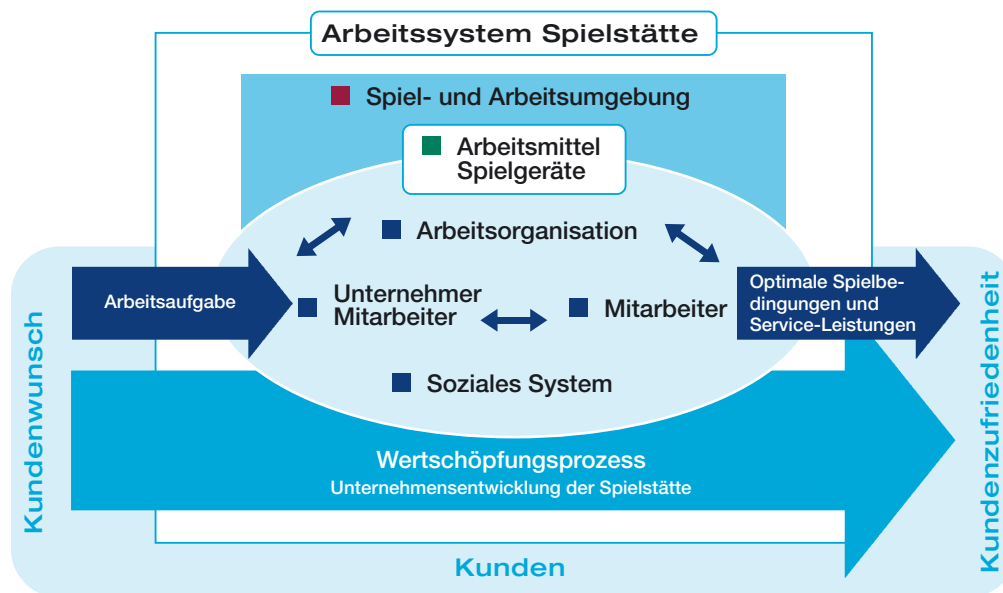 Arbeitssystem Spielstätte
Spiel- und Arbeitsumgebung
Arbeitsmittel
Spielgeräte
Arbeitsorganisation
Arbeitsaufgabe
Unternehmer
Mitarbeiter
Mitarbeiter
Optimale Spielbe-
dingungen und
Service-Leistungen
Soziales System
Wertschöpfungsprozess
Unternehmensentwicklung der Spielstätte
Kundenwunsch
Kunden
Kundenzufriedenheit